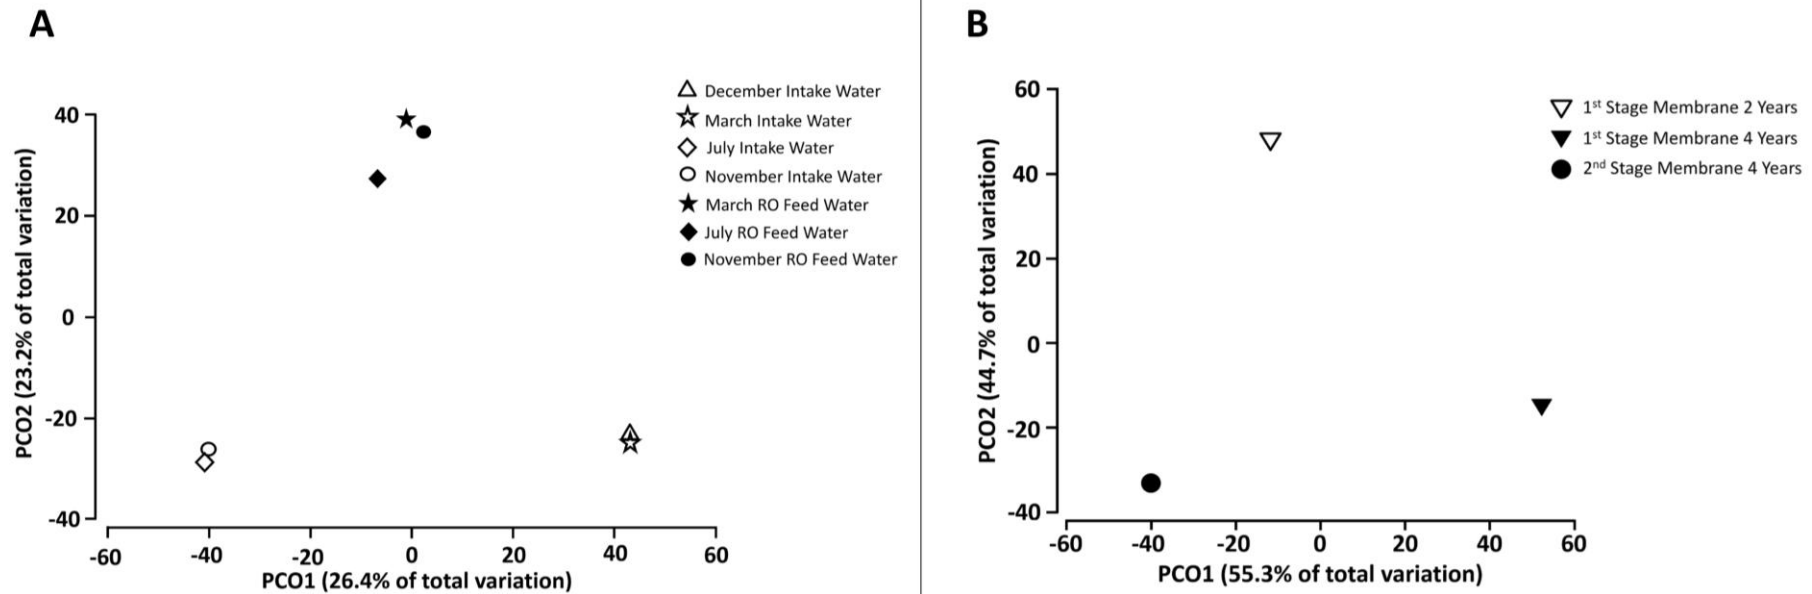 A
40
20
0
-20
-40
PCO2 (23.2% of total variation)
-60
-40
-20
0
20
40
60
PCO1 (26.4% of total variation)
December Intake Water
March Intake Water
July Intake Water
November Intake Water
March RO Feed Water
July RO Feed Water
November RO Feed Water
B
60
40
20
0
-20
-40
PCO2 (44.7% of total variation)
-60
-40
-20
0
20
40
60
PCO1 (55.3% of total variation)
1st Stage Membrane 2 Years
1st Stage Membrane 4 Years
2nd Stage Membrane 4 Years